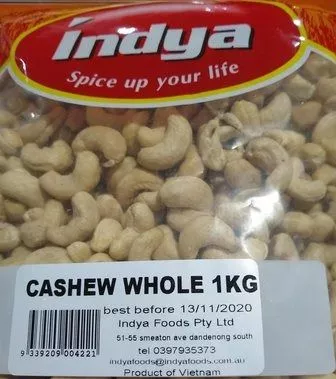 indya
Spice up your life
CASHEW WHOLE 1KG
best before 13/11/2020
Indya Foods Pty Ltd
51-55 smeaton ave dandenong south
tel 0397935373
indyafoods@indyafoods.com.au
Product of Vietnam
9 339209 004221